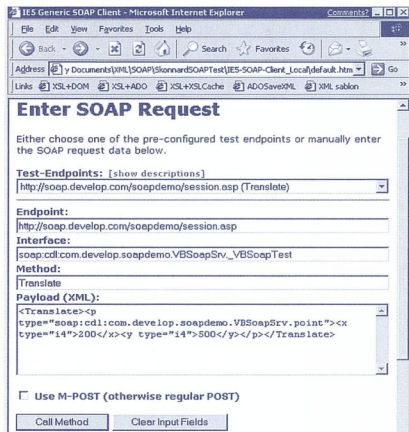 IE5 Generic SOAP Client - Microsoft Internet Explorer Comments?
File Edit View Favorites Tools Help
Back Search Favorites
Address y Documents\XML\SOAP\SkonnardSOAPTest\IE5-SOAP-Client_Local\default.htm Go
Links XSL+DOM XSL+ADO XSL+XSLCache ADOSaveXML XML sablon
Enter SOAP Request
Either choose one of the pre-configured test endpoints or manually enter
the SOAP request data below.
Test-Endpoints: [show descriptions]
http://soap.develop.com/soapdemo/session.asp (Translate)
Endpoint:
http://soap.develop.com/soapdemo/session.asp
Interface:
soap:cdl:com.develop.soapdemo.VBSoapSrv._VBSoapTest
Method:
Translate
Payload (XML):
<Translate><p
type="soap:cdl:com.develop.soapdemo.VBSoapSrv.point"><x
type="i4">200</x><y type="i4">500</y></p></Translate>
Use M-POST (otherwise regular POST)
Call Method Clear Input Fields